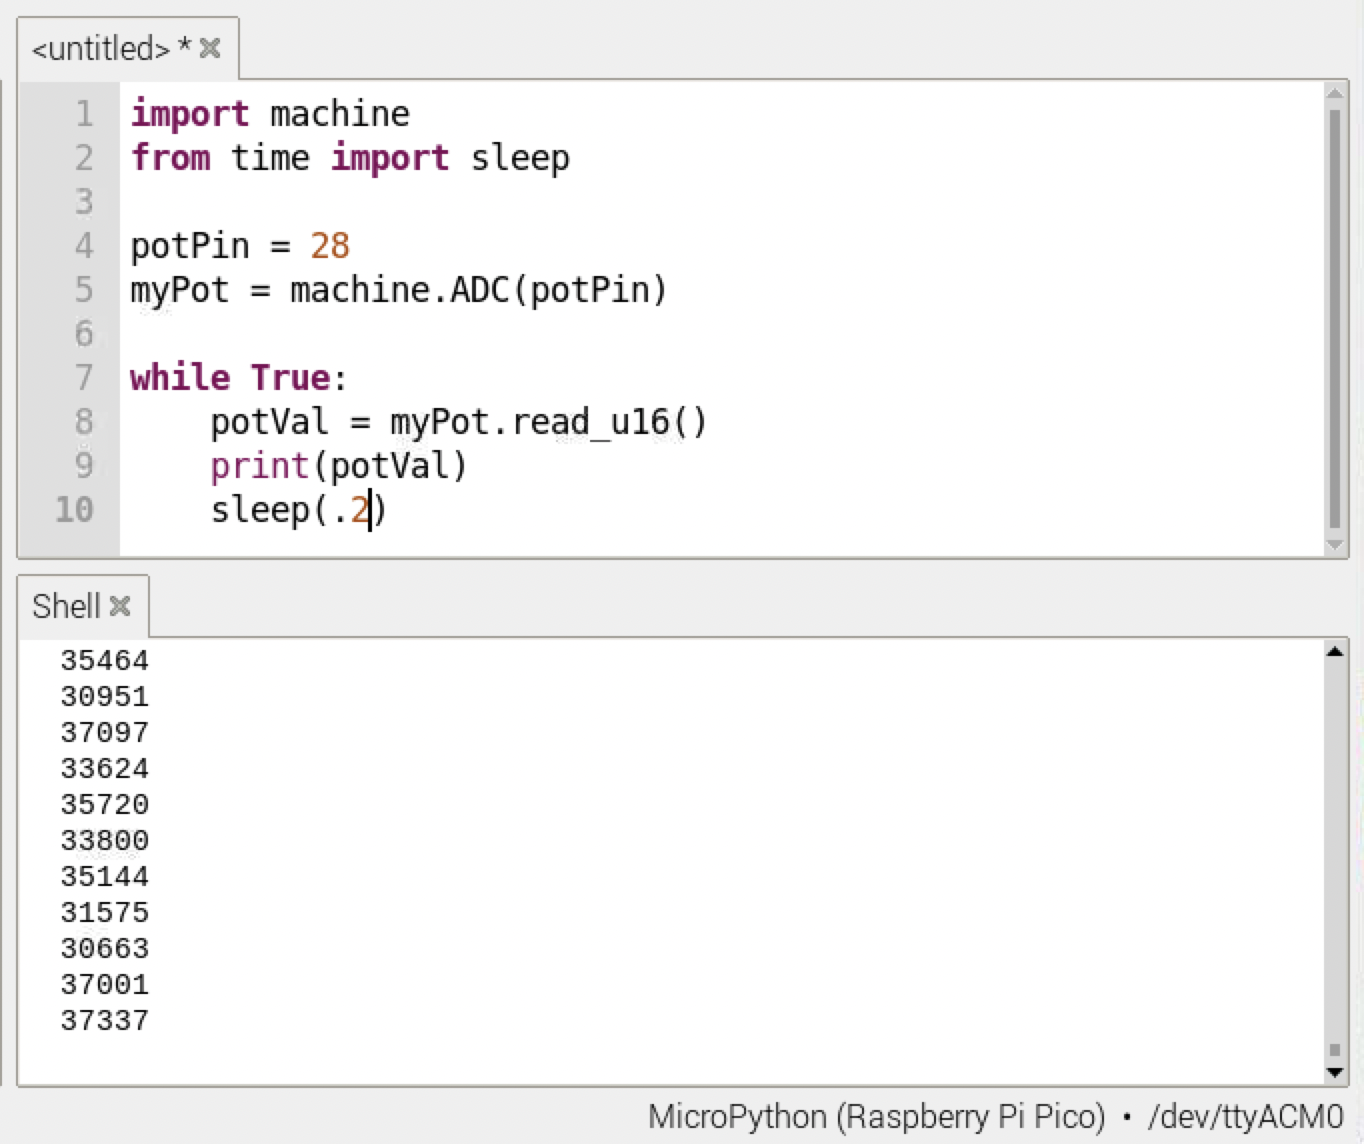 <untitled> *
1 import machine
2 from time import sleep
3
4 potPin = 28
5 myPot = machine.ADC(potPin)
6
7 while True:
8     potVal = myPot.read_u16()
9     print(potVal)
10     sleep(.2)
Shell
35464
30951
37097
33624
35720
33800
35144
31575
30663
37001
37337
MicroPython (Raspberry Pi Pico) • /dev/ttyACM0